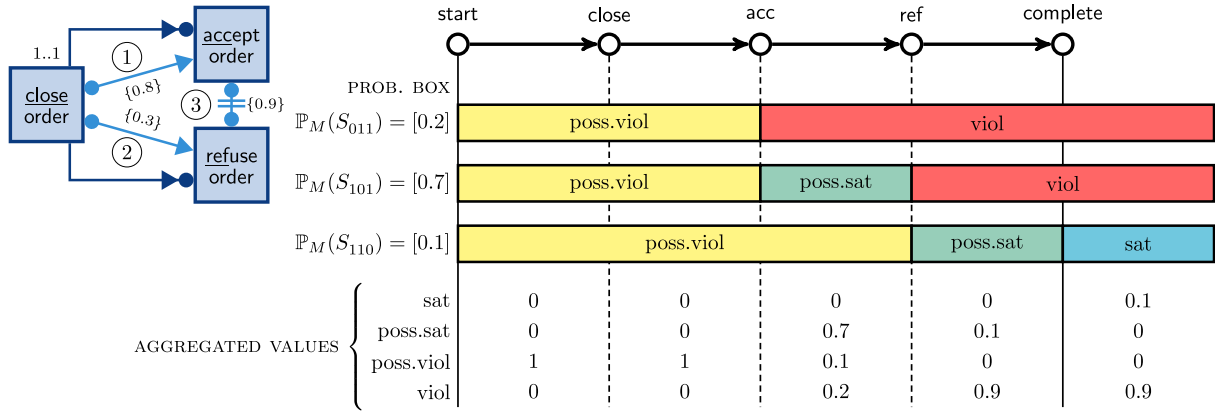 1..1
accept
order
1
{0.8}
close
order
3
{0.9}
{0.3}
2
refuse
order
start close acc ref complete
PROB. BOX
ℙ_M(S_011) = [0.2] poss.viol viol
ℙ_M(S_101) = [0.7] poss.viol poss.sat viol
ℙ_M(S_110) = [0.1] poss.viol poss.sat sat
AGGREGATED VALUES
sat 0 0 0 0 0.1
poss.sat 0 0 0.7 0.1 0
poss.viol 1 1 0.1 0 0
viol 0 0 0.2 0.9 0.9